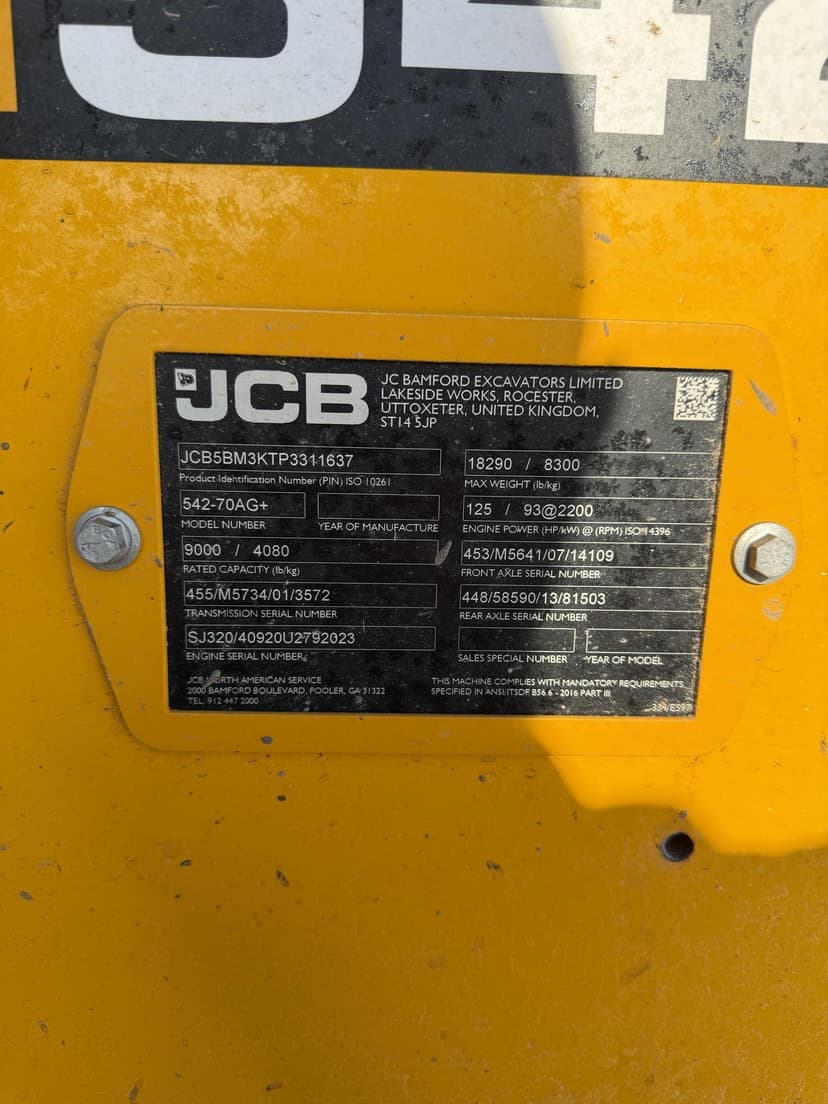 542
JCB
JC BAMFORD EXCAVATORS LIMITED
LAKESIDE WORKS, ROCESTER,
UTTOXETER, UNITED KINGDOM,
ST14 5JP
JCB5BM3KTP3311637
Product Identification Number (PIN) ISO 10261
18290 / 8300
MAX WEIGHT (lb/kg)
542-70AG+
MODEL NUMBER
YEAR OF MANUFACTURE
125 / 93@2200
ENGINE POWER (HP/kW) @ (RPM) ISO 14396
9000 / 4080
RATED CAPACITY (lb/kg)
453/M5641/07/14109
FRONT AXLE SERIAL NUMBER
455/M5734/01/3572
TRANSMISSION SERIAL NUMBER
448/58590/13/81503
REAR AXLE SERIAL NUMBER
SJ320/40920U2792023
ENGINE SERIAL NUMBER
SALES SPECIAL NUMBER
YEAR OF MODEL
JCB NORTH AMERICAN SERVICE
2000 BAMFORD BOULEVARD, POOLER, GA 31322
TEL. 912 447 2000
THIS MACHINE COMPLIES WITH MANDATORY REQUIREMENTS
SPECIFIED IN ANSI/ITSDF B56.6 - 2016 PART III
334/E597